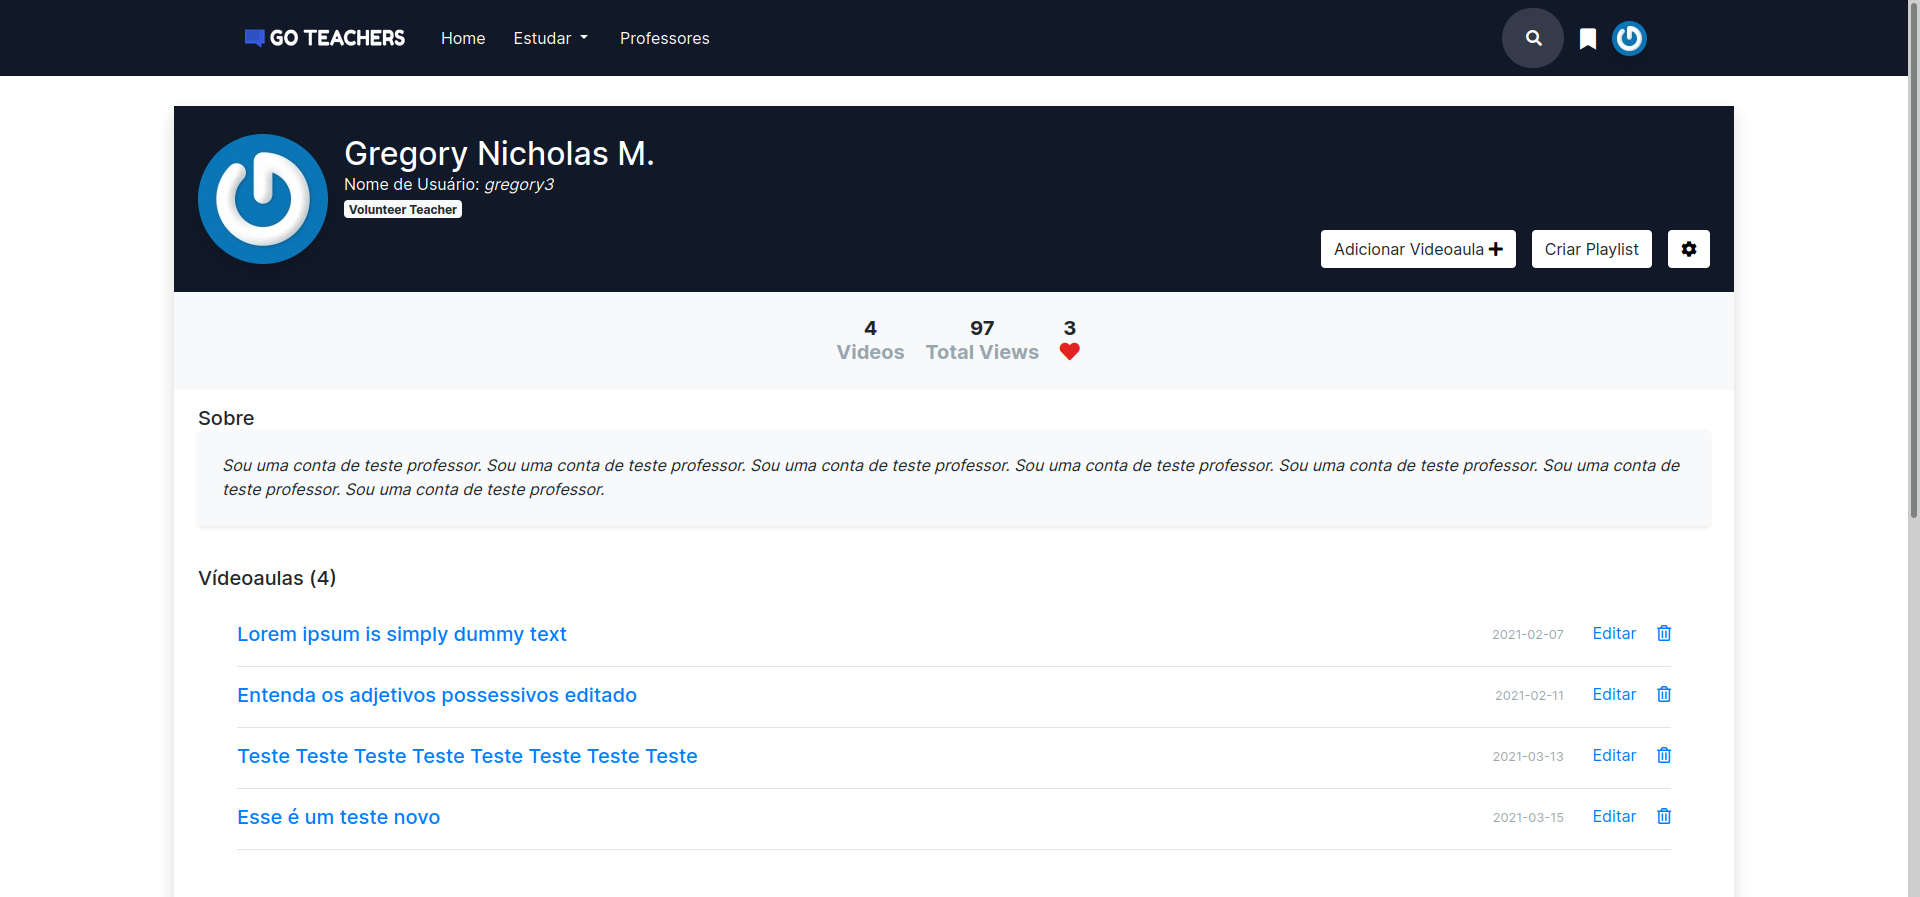 GO TEACHERS Home Estudar Professores
Gregory Nicholas M.
Nome de Usuário: gregory3
Volunteer Teacher
Adicionar Videoaula Criar Playlist
4 97 3
Videos Total Views
Sobre
Sou uma conta de teste professor. Sou uma conta de teste professor. Sou uma conta de teste professor. Sou uma conta de teste professor. Sou uma conta de teste professor. Sou uma conta de
teste professor. Sou uma conta de teste professor.
Vídeoaulas (4)
Lorem ipsum is simply dummy text 2021-02-07 Editar
Entenda os adjetivos possessivos editado 2021-02-11 Editar
Teste Teste Teste Teste Teste Teste Teste Teste 2021-03-13 Editar
Esse é um teste novo 2021-03-15 Editar